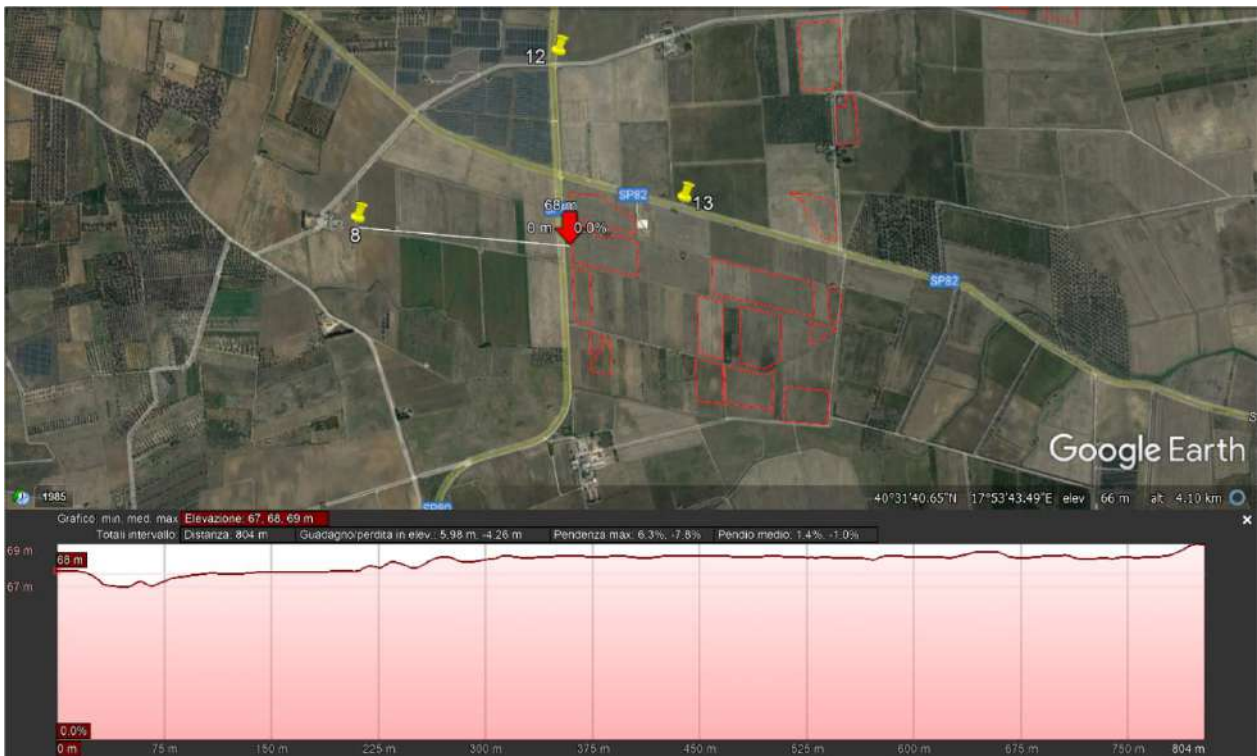 12
SP82
13
68 m
0 m 0.0%
8
SP82
Google Earth
1985
40°31'40.65"N 17°53'43.49"E elev 66 m alt 4.10 km
Grafico: min. med. max Elevazione: 67, 68, 69 m
Totali intervallo: Distanza: 804 m Guadagno/perdita in elev.: 5.98 m, -4.26 m Pendenza max: 6.3%, -7.8% Pendio medio: 1.4%, -1.0%
69 m
68 m
67 m
0.0%
0 m 75 m 150 m 225 m 300 m 375 m 450 m 525 m 600 m 675 m 750 m 804 m